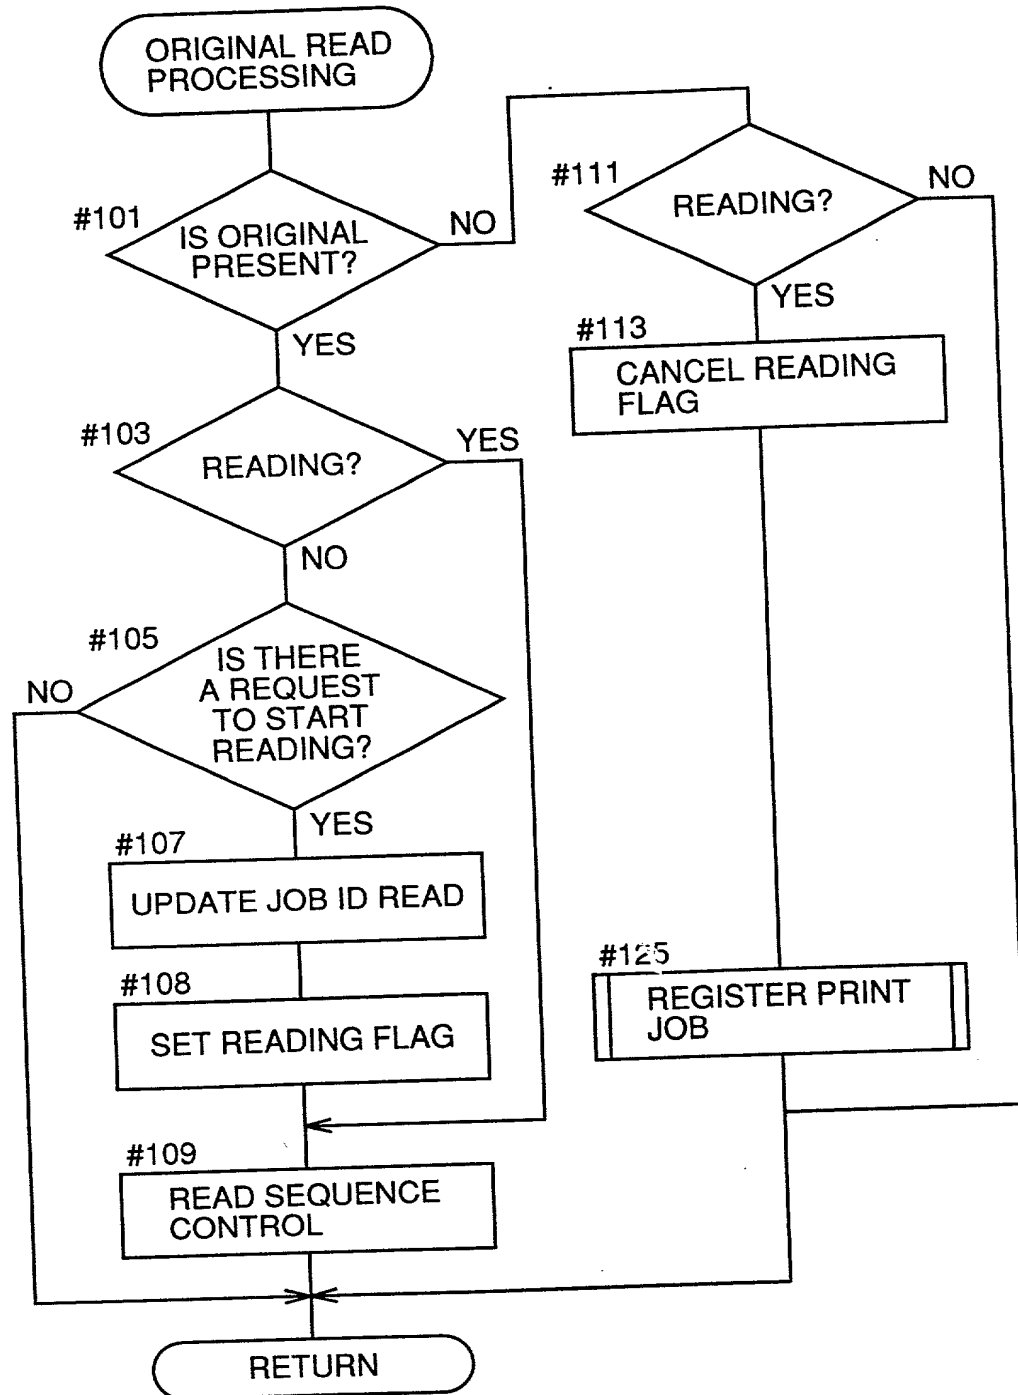 ORIGINAL READ
PROCESSING
#101
IS ORIGINAL
PRESENT?
NO
YES
#103
READING?
YES
NO
#105
IS THERE
A REQUEST
TO START
READING?
NO
YES
#107
UPDATE JOB ID READ
#108
SET READING FLAG
#109
READ SEQUENCE
CONTROL
RETURN
#111
READING?
NO
YES
#113
CANCEL READING
FLAG
#125
REGISTER PRINT
JOB